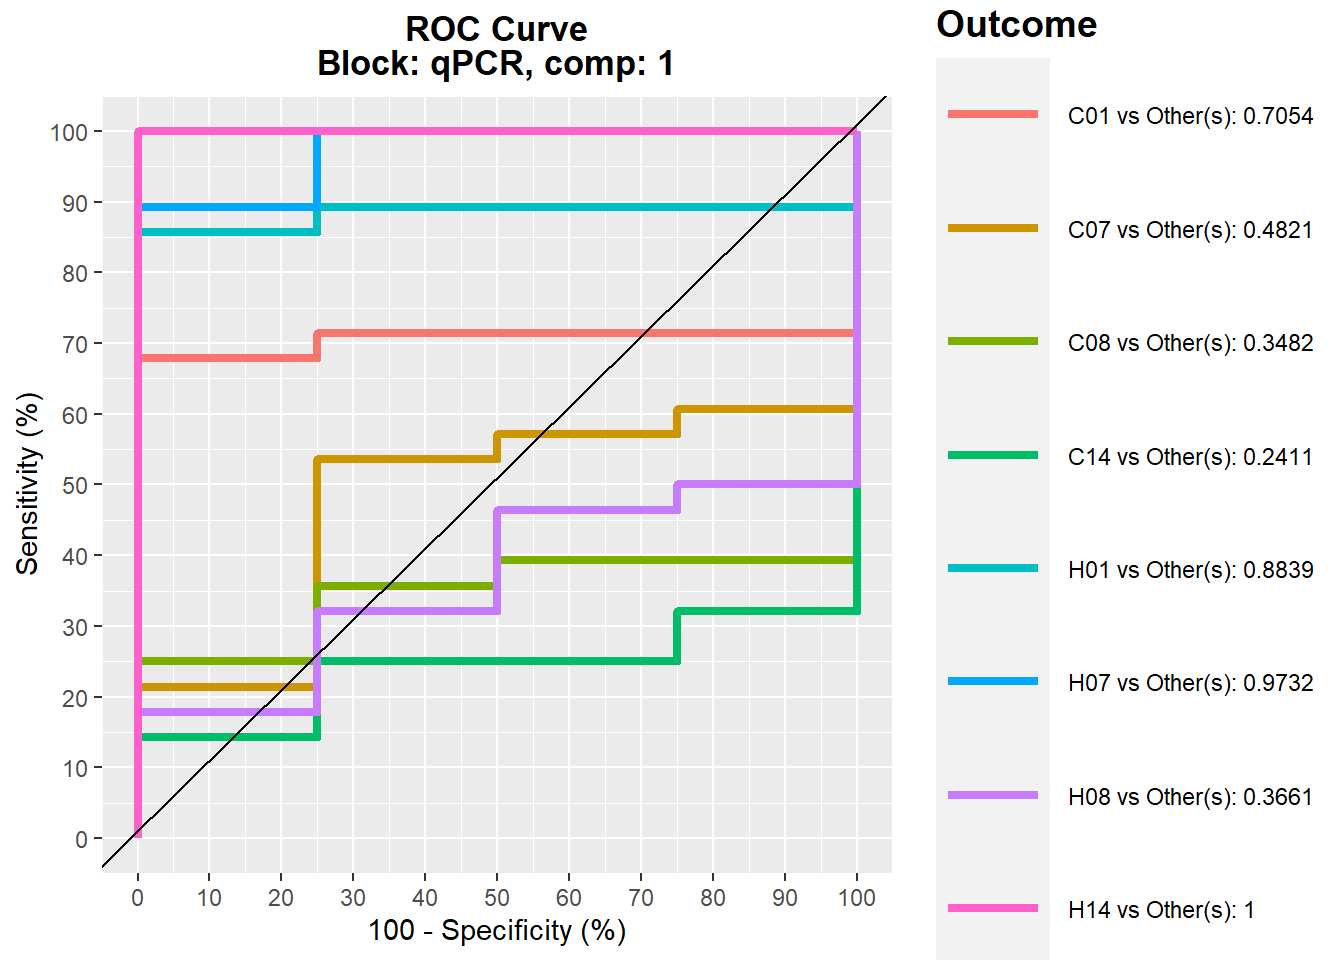 ROC Curve
Block: qPCR, comp: 1
Outcome
C01 vs Other(s): 0.7054
C07 vs Other(s): 0.4821
C08 vs Other(s): 0.3482
C14 vs Other(s): 0.2411
H01 vs Other(s): 0.8839
H07 vs Other(s): 0.9732
H08 vs Other(s): 0.3661
H14 vs Other(s): 1
Sensitivity (%)
100
90
80
70
60
50
40
30
20
10
0
0 10 20 30 40 50 60 70 80 90 100
100 - Specificity (%)